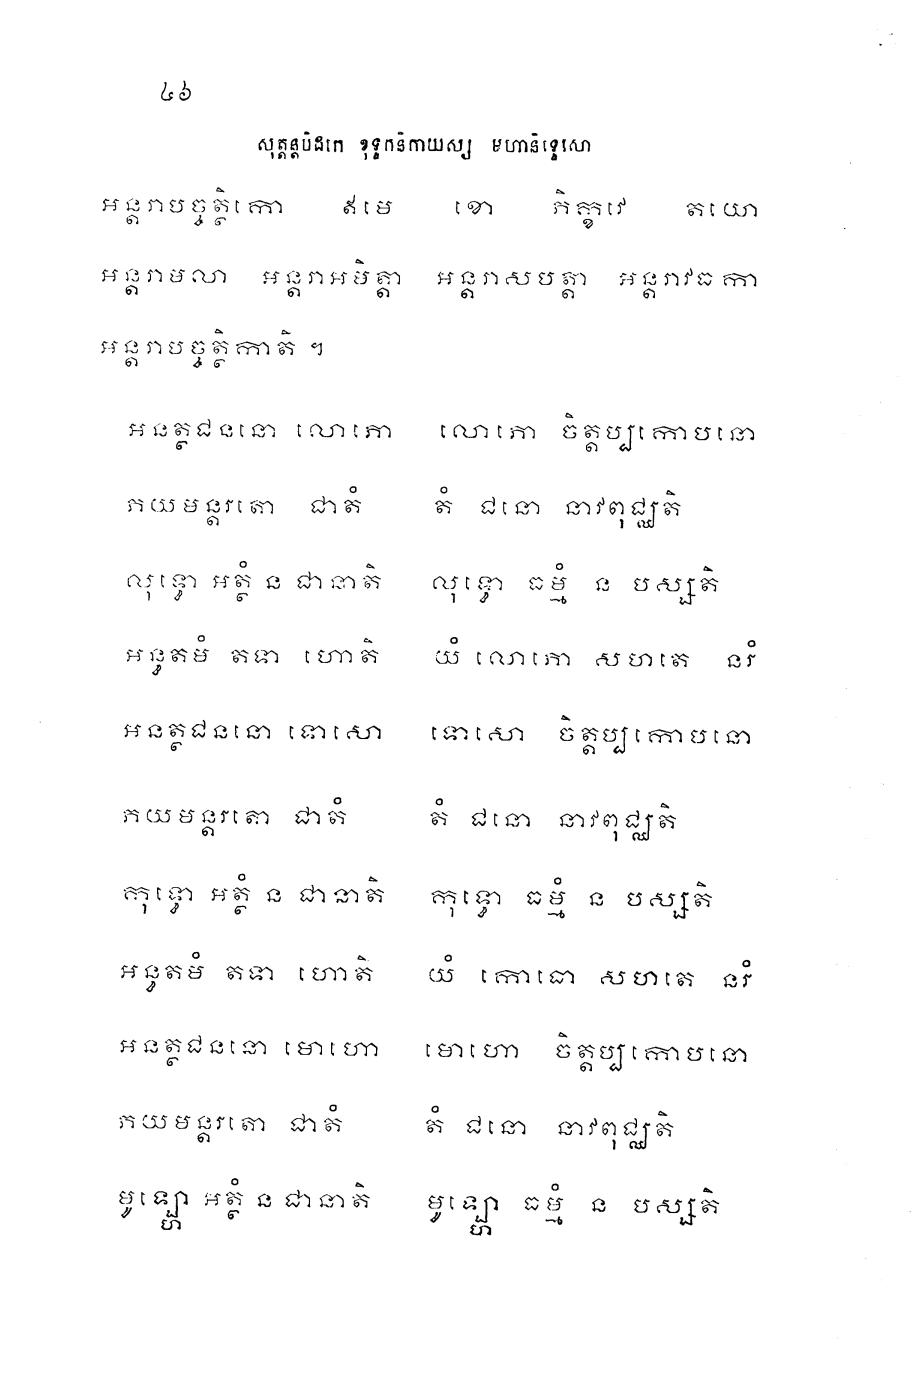 ៤៦
សុត្តន្តបិដកេ ខុទ្ទកនិកាយស្ស មហានិទ្ទេសោ
អន្តរាបច្ចត្ថិកោ ឥមេ ខោ ភិក្ខវេ តយោ
អន្តរាមលា អន្តរាអមិត្តា អន្តរាសបត្តា អន្តរាវធកា
អន្តរាបច្ចត្ថិកាតិ ។
អនត្ថជននោ លោភោ លោភោ ចិត្តប្បកោបនោ
ភយមន្តរតោ ជាតំ តំ ជនោ នាវពុជ្ឈតិ
លុទ្ធោ អត្ថំ ន ជានាតិ លុទ្ធោ ធម្មំ ន បស្សតិ
អន្ធតមំ តទា ហោតិ យំ លោភោ សហតេ នរំ
អនត្ថជននោ ទោសោ ទោសោ ចិត្តប្បកោបនោ
ភយមន្តរតោ ជាតំ តំ ជនោ នាវពុជ្ឈតិ
កុទ្ធោ អត្ថំ ន ជានាតិ កុទ្ធោ ធម្មំ ន បស្សតិ
អន្ធតមំ តទា ហោតិ យំ កោធោ សហតេ នរំ
អនត្ថជននោ មោហោ មោហោ ចិត្តប្បកោបនោ
ភយមន្តរតោ ជាតំ តំ ជនោ នាវពុជ្ឈតិ
មូឡ្ហោ អត្ថំ ន ជានាតិ មូឡ្ហោ ធម្មំ ន បស្សតិ